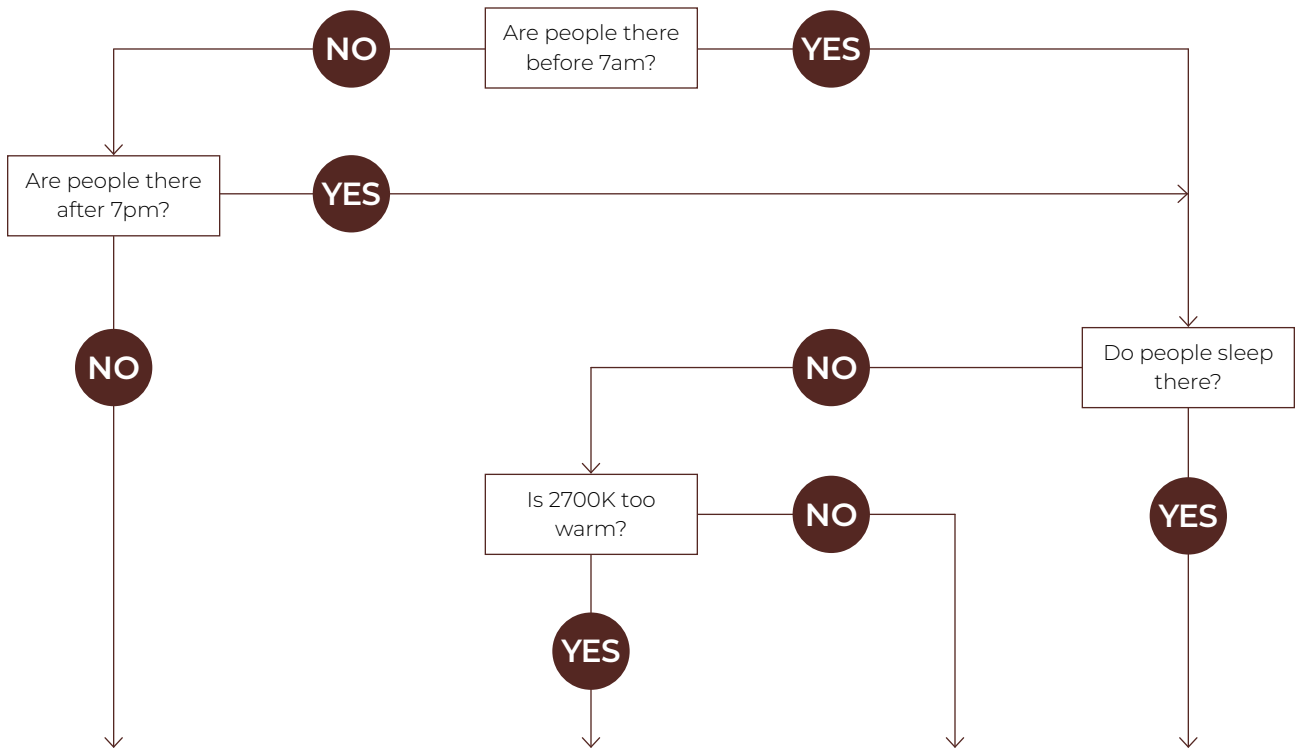 NO
Are people there
before 7am?
YES
Are people there
after 7pm?
YES
NO
NO
Do people sleep
there?
Is 2700K too
warm?
NO
YES
YES